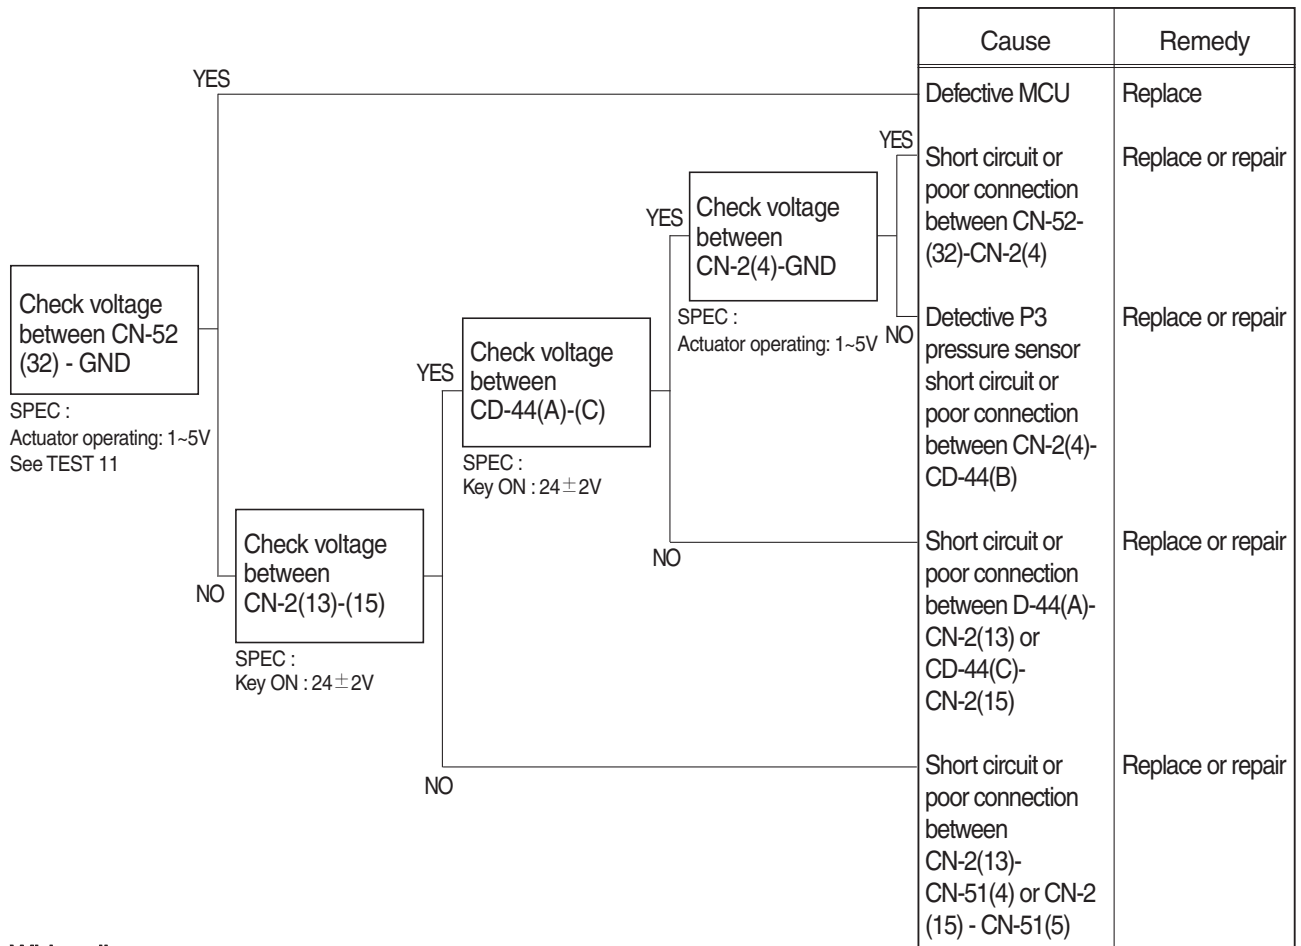 Cause
Remedy
YES
Defective MCU
Replace
YES
Short circuit or
poor connection
between CN-52-
(32)-CN-2(4)
Replace or repair
YES
Check voltage
between
CN-2(4)-GND
SPEC :
Actuator operating: 1~5V
NO
Detective P3
pressure sensor
short circuit or
poor connection
between CN-2(4)-
CD-44(B)
Replace or repair
Check voltage
between CN-52
(32) - GND
SPEC :
Actuator operating: 1~5V
See TEST 11
YES
Check voltage
between
CD-44(A)-(C)
SPEC :
Key ON : 24±2V
NO
Short circuit or
poor connection
between D-44(A)-
CN-2(13) or
CD-44(C)-
CN-2(15)
Replace or repair
NO
Check voltage
between
CN-2(13)-(15)
SPEC :
Key ON : 24±2V
NO
Short circuit or
poor connection
between
CN-2(13)-
CN-51(4) or CN-2
(15) - CN-51(5)
Replace or repair